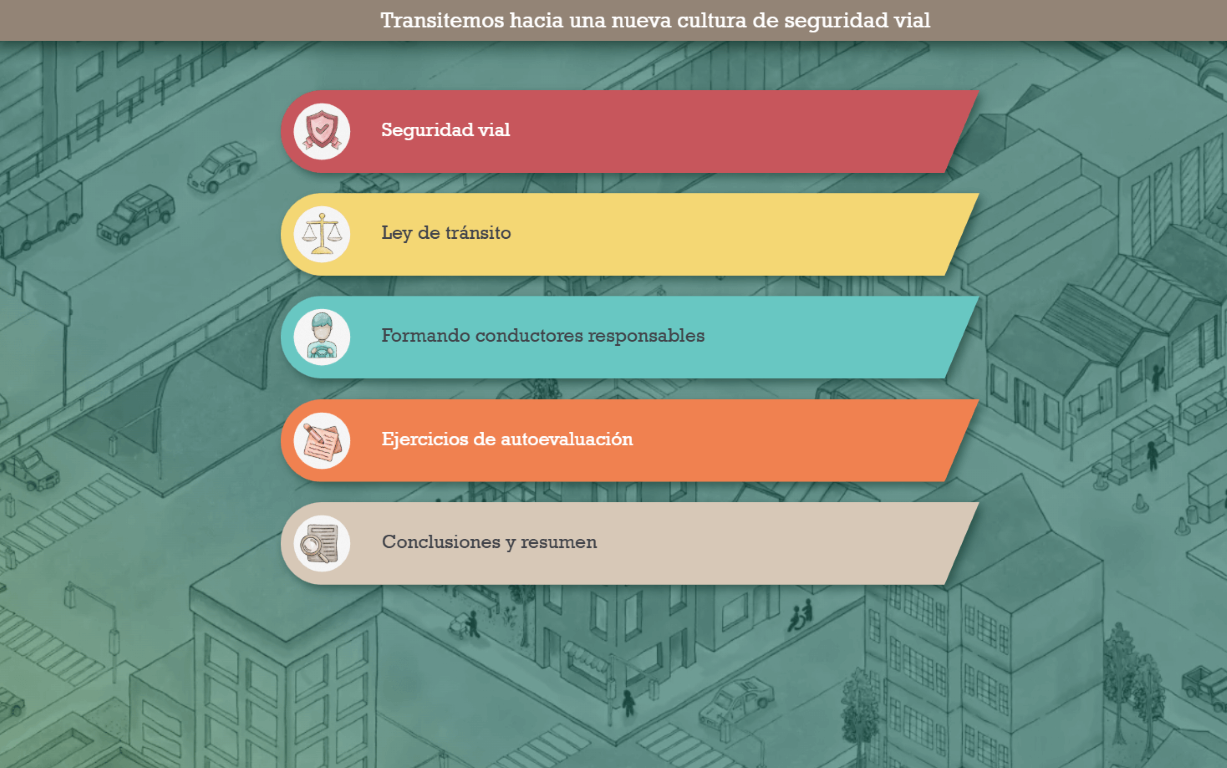 Transitemos hacia una nueva cultura de seguridad vial
Seguridad vial
Ley de tránsito
Formando conductores responsables
Ejercicios de autoevaluación
Conclusiones y resumen